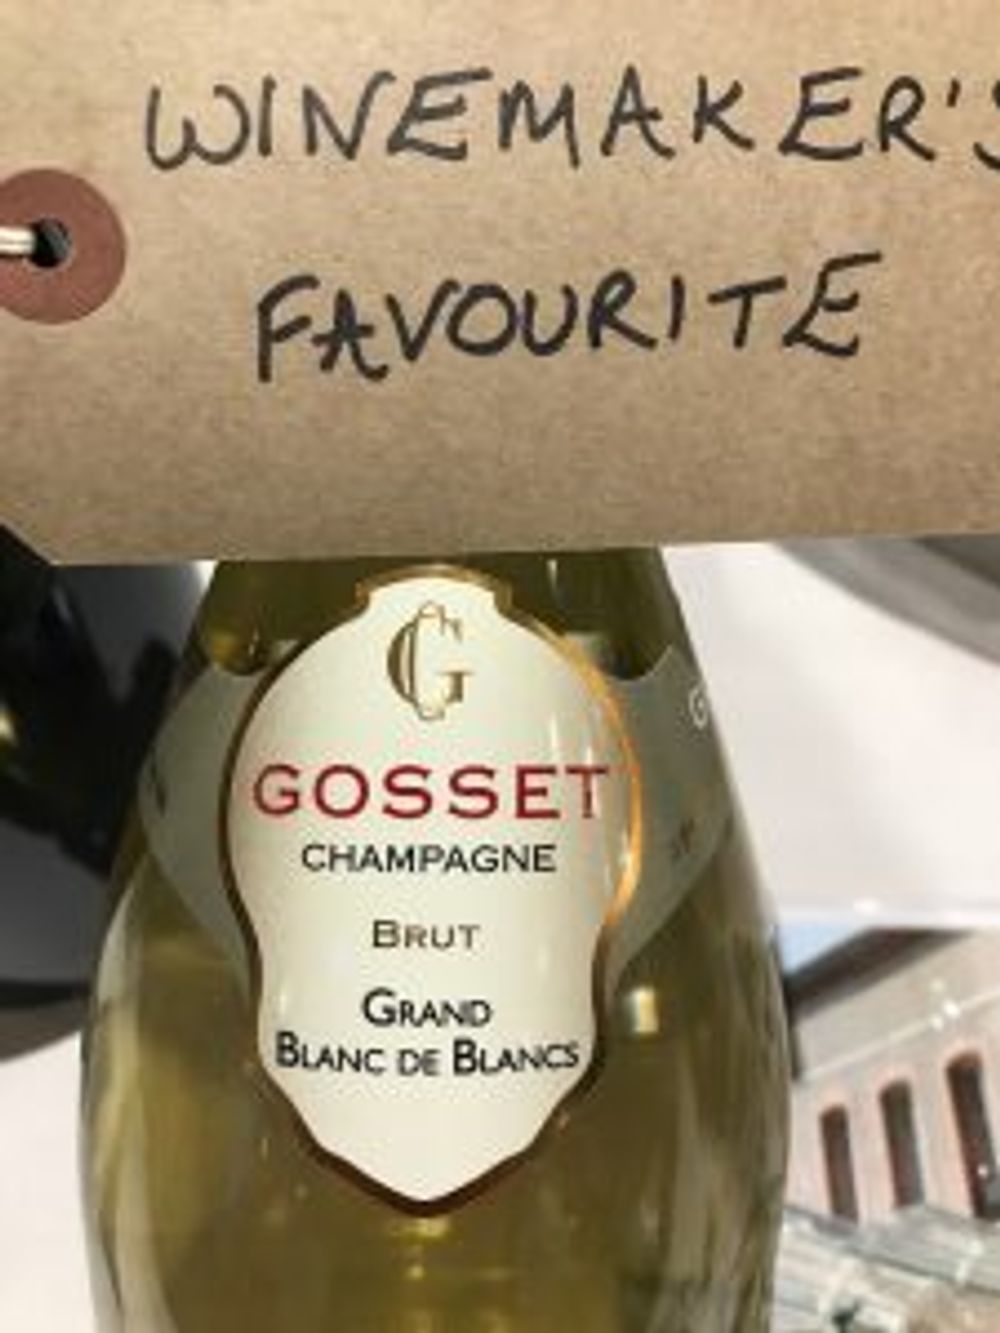 WINEMAKER'S
FAVOURITE
G
GOSSET
CHAMPAGNE
BRUT
GRAND
BLANC DE BLANCS